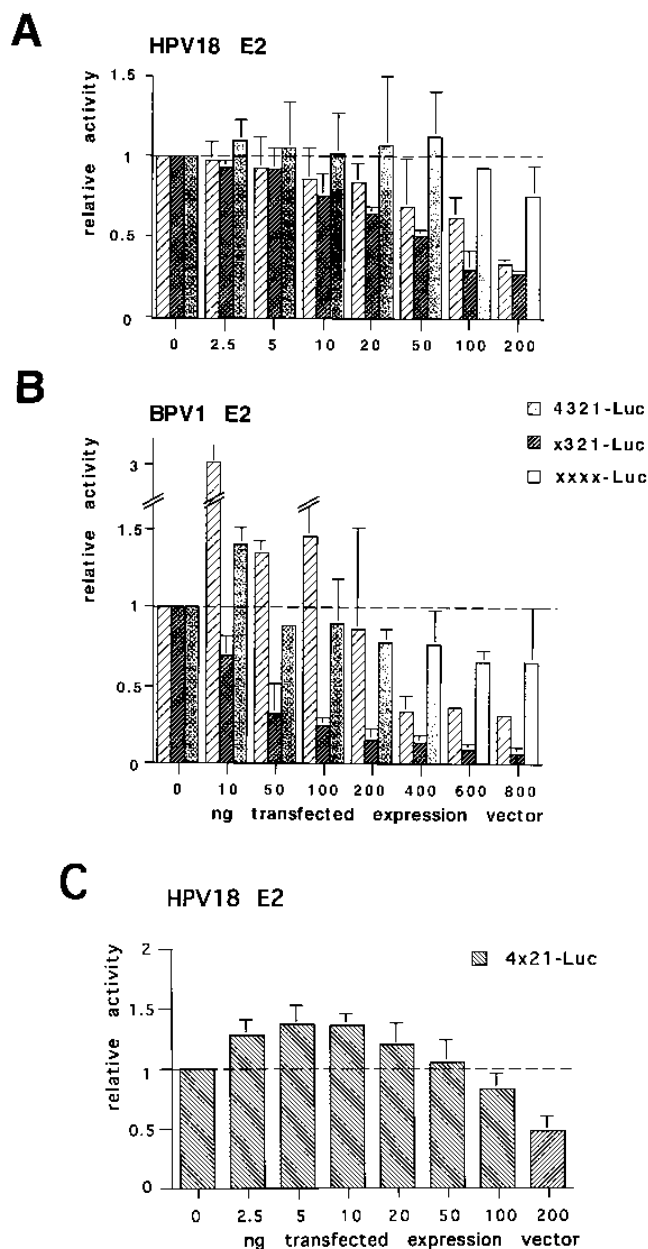 A
HPV18 E2
1.5
1
0.5
0
relative activity
0 2.5 5 10 20 50 100 200
B
BPV1 E2
4321-Luc
x321-Luc
xxxx-Luc
3
1.5
1
0.5
0
relative activity
0 10 50 100 200 400 600 800
ng transfected expression vector
C
HPV18 E2
4x21-Luc
2
1.5
1
0.5
0
relative activity
0 2.5 5 10 20 50 100 200
ng transfected expression vector